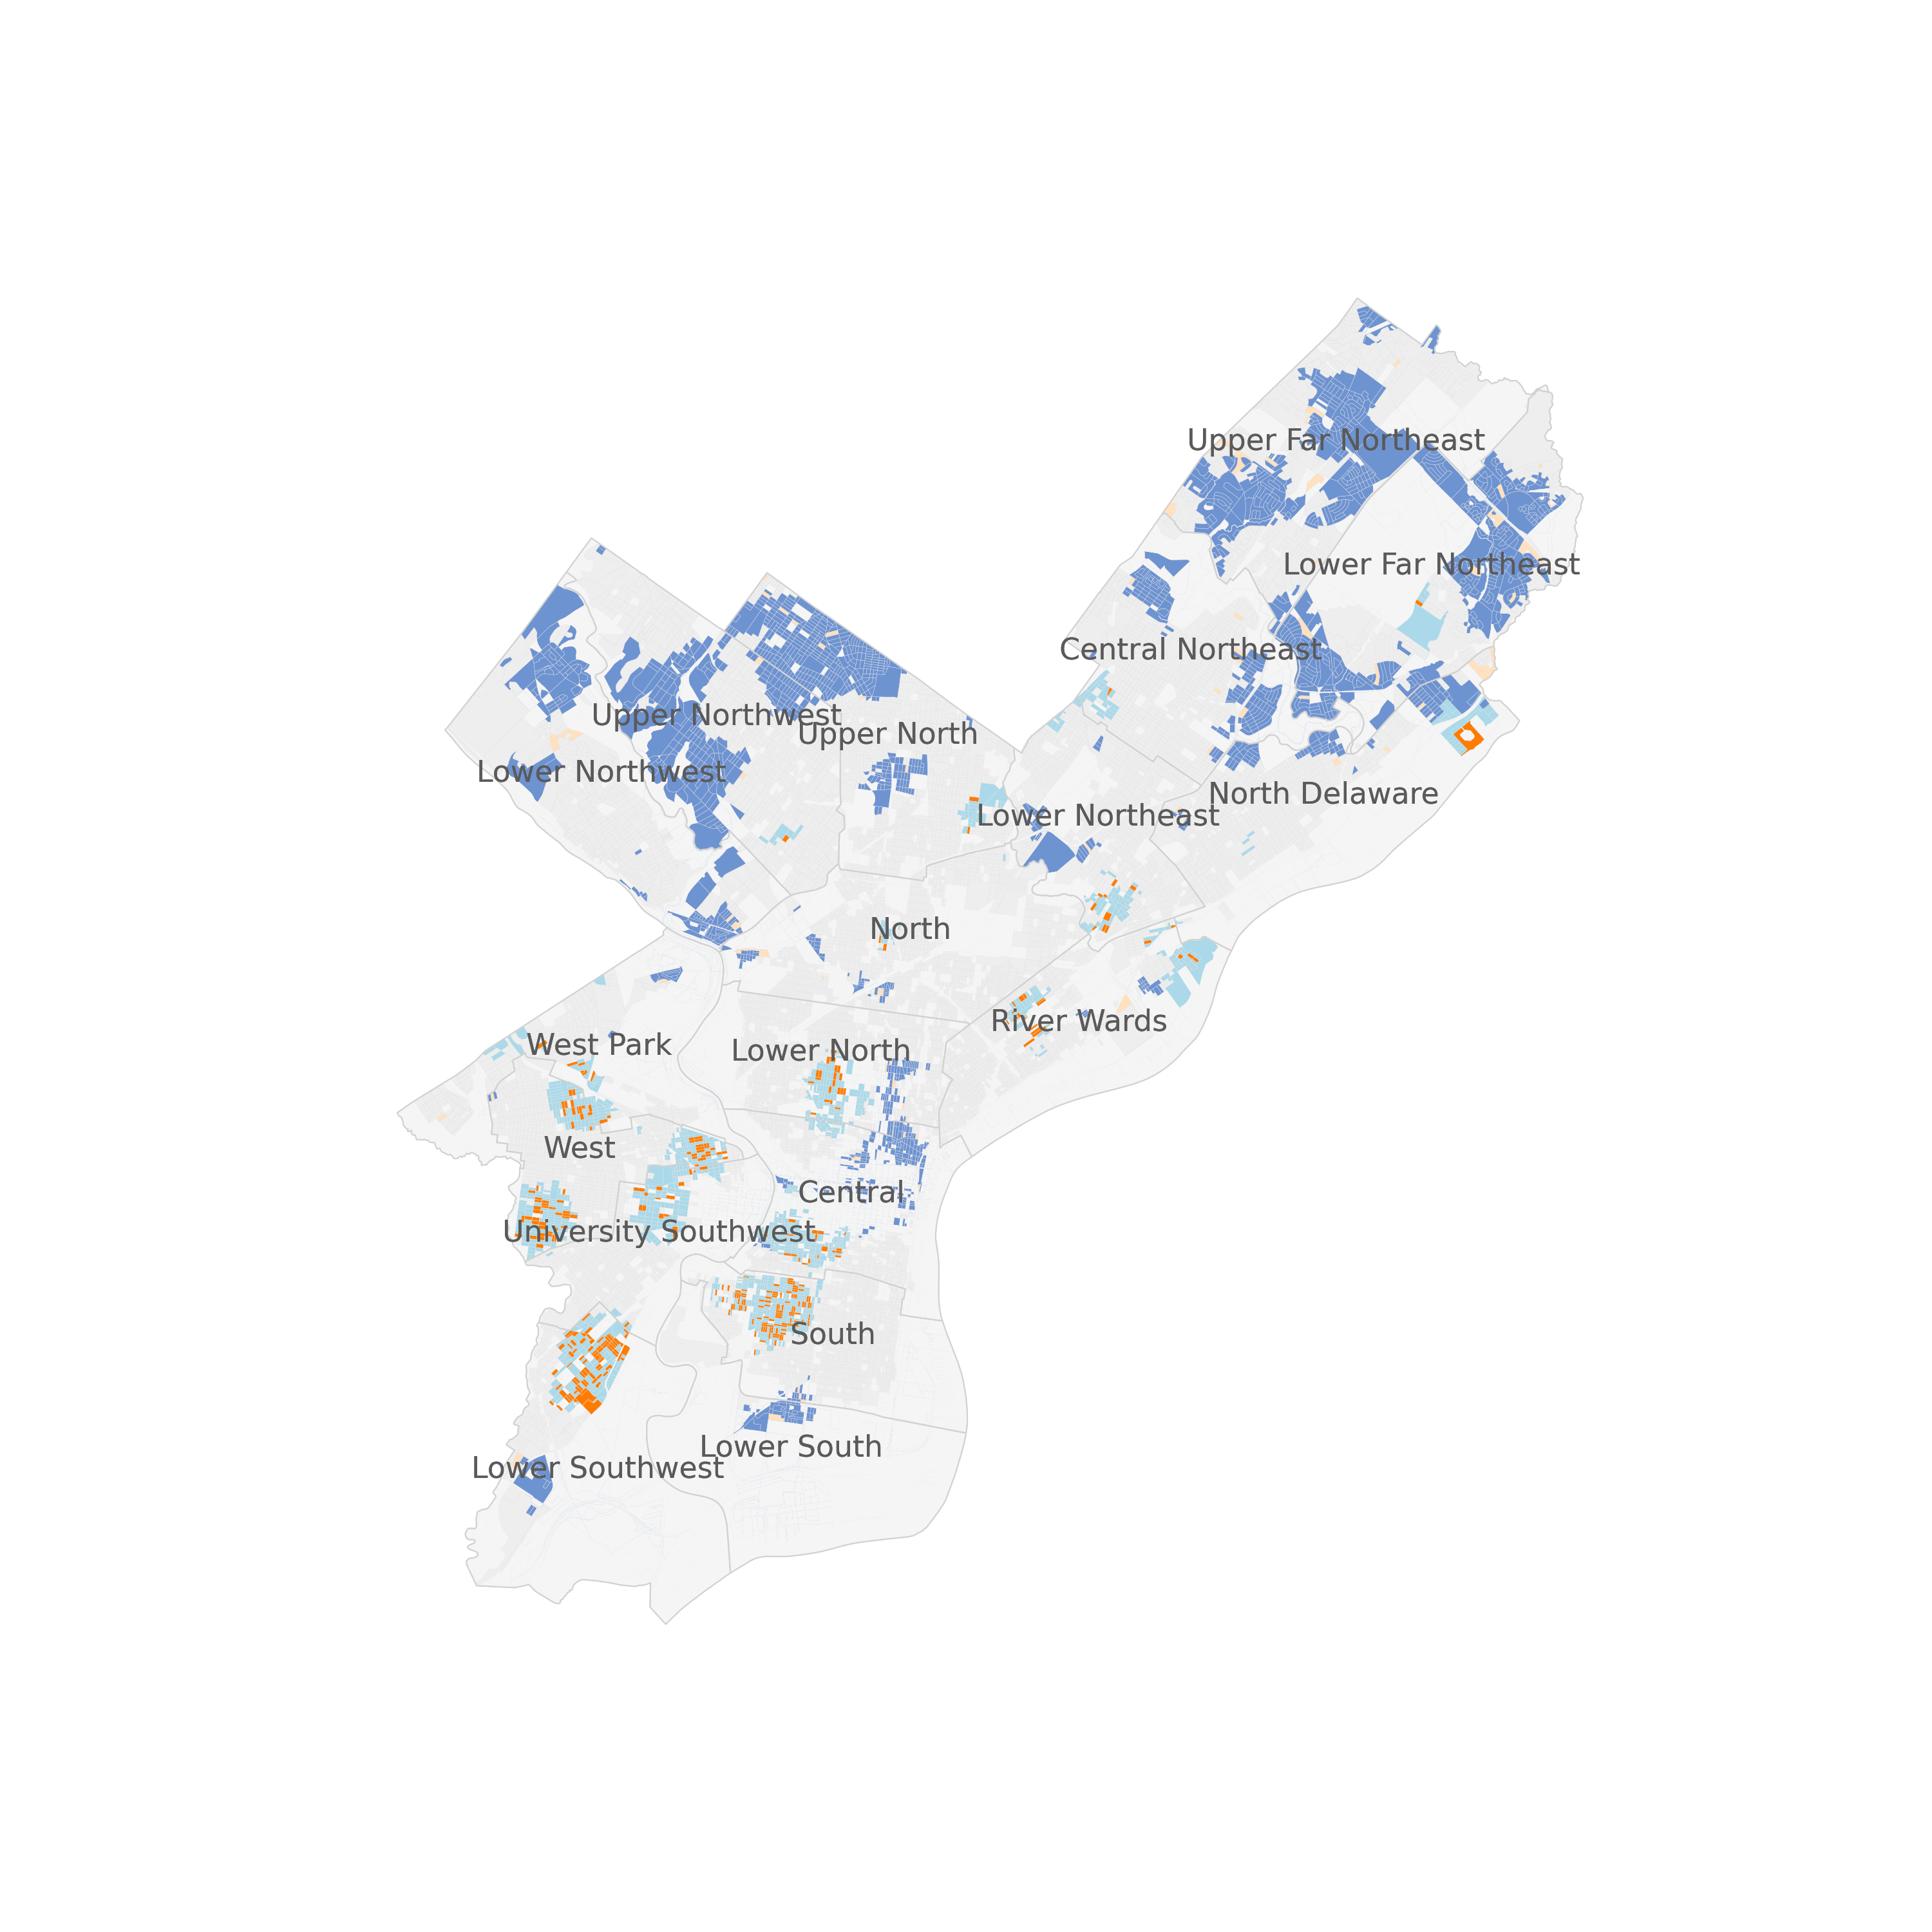 Upper Far Northeast
Lower Far Northeast
Central Northeast
Upper Northwest
Upper North
Lower Northwest
North Delaware
Lower Northeast
North
River Wards
West Park
Lower North
West
Central
University Southwest
South
Lower South
Lower Southwest